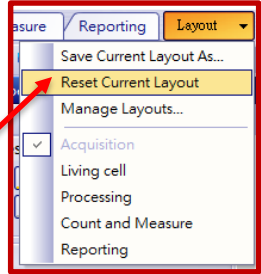 asure Reporting Layout
Save Current Layout As...
Reset Current Layout
Manage Layouts...
Acquisition
Living cell
Processing
Count and Measure
Reporting